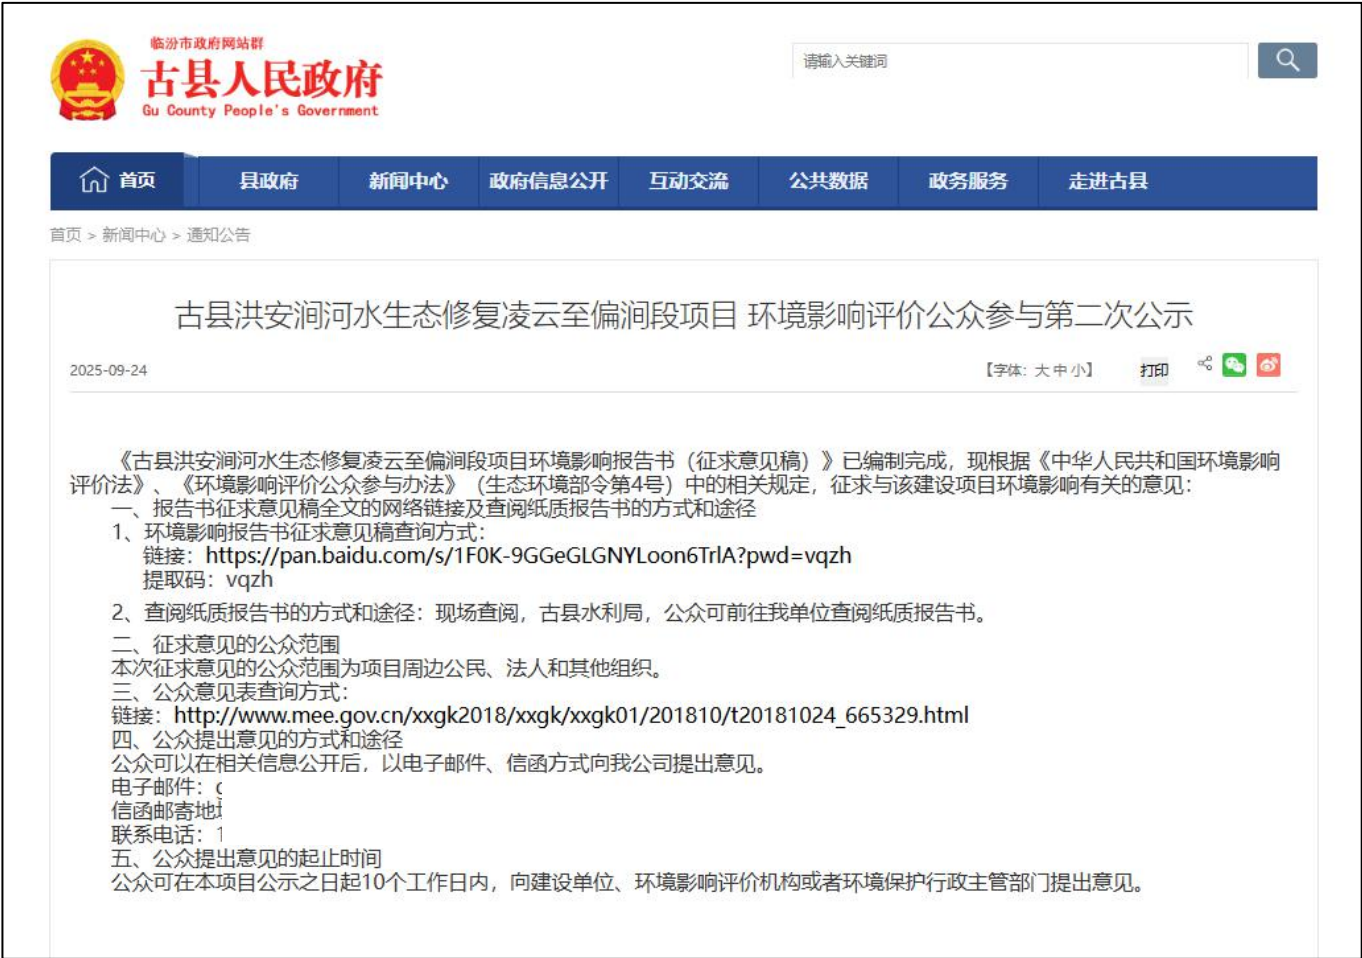 临汾市政府网站群
古县人民政府
Gu County People's Government
请输入关键词
首页 县政府 新闻中心 政府信息公开 互动交流 公共数据 政务服务 走进古县
首页 > 新闻中心 > 通知公告
古县洪安涧河水生态修复凌云至偏涧段项目 环境影响评价公众参与第二次公示
2025-09-24 【字体：大 中 小】 打印
《古县洪安涧河水生态修复凌云至偏涧段项目环境影响报告书（征求意见稿）》已编制完成，现根据《中华人民共和国环境影响
评价法》、《环境影响评价公众参与办法》（生态环境部令第4号）中的相关规定，征求与该建设项目环境影响有关的意见：
一、报告书征求意见稿全文的网络链接及查阅纸质报告书的方式和途径
1、环境影响报告书征求意见稿查询方式：
链接：https://pan.baidu.com/s/1F0K-9GGeGLGNYLoon6TrlA?pwd=vqzh
提取码：vqzh
2、查阅纸质报告书的方式和途径：现场查阅，古县水利局，公众可前往我单位查阅纸质报告书。
二、征求意见的公众范围
本次征求意见的公众范围为项目周边公民、法人和其他组织。
三、公众意见表查询方式：
链接：http://www.mee.gov.cn/xxgk2018/xxgk/xxgk01/201810/t20181024_665329.html
四、公众提出意见的方式和途径
公众可以在相关信息公开后，以电子邮件、信函方式向我公司提出意见。
电子邮件：
信函邮寄地
联系电话：1
五、公众提出意见的起止时间
公众可在本项目公示之日起10个工作日内，向建设单位、环境影响评价机构或者环境保护行政主管部门提出意见。